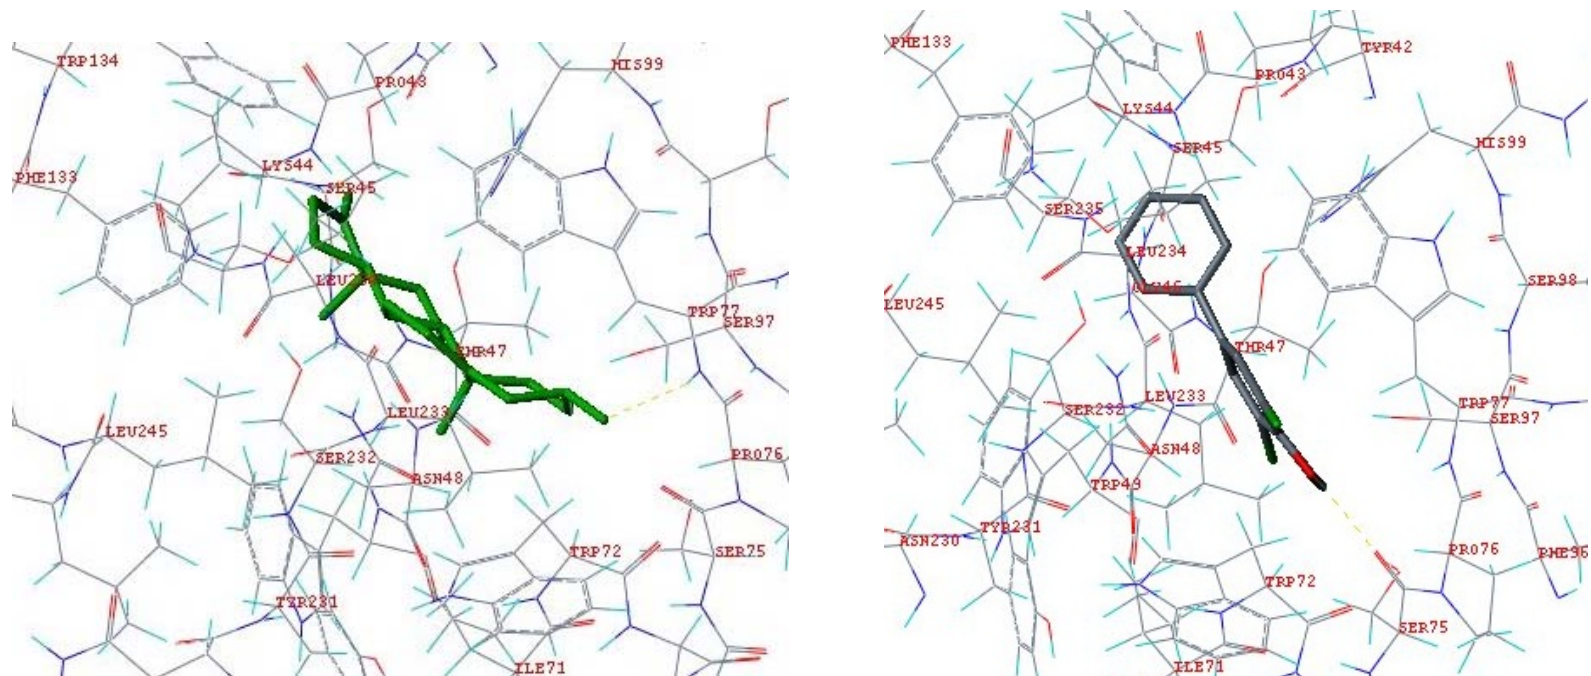 TRP134
HIS99
PRO43
LYS44
PHE133
SER45
TRP77
SER97
THR47
LEU233
LEU245
SER232
ASN48
PRO76
TRP72
SER75
TYR231
ILE71
PHE133
TYR42
PRO43
LYS44
SER45
HIS99
SER235
LEU234
SER98
LEU245
THR47
LEU233
SER232
TRP77
SER97
ASN48
TRP49
TYR231
ASN230
PRO76
PHE96
TRP72
SER75
ILE71